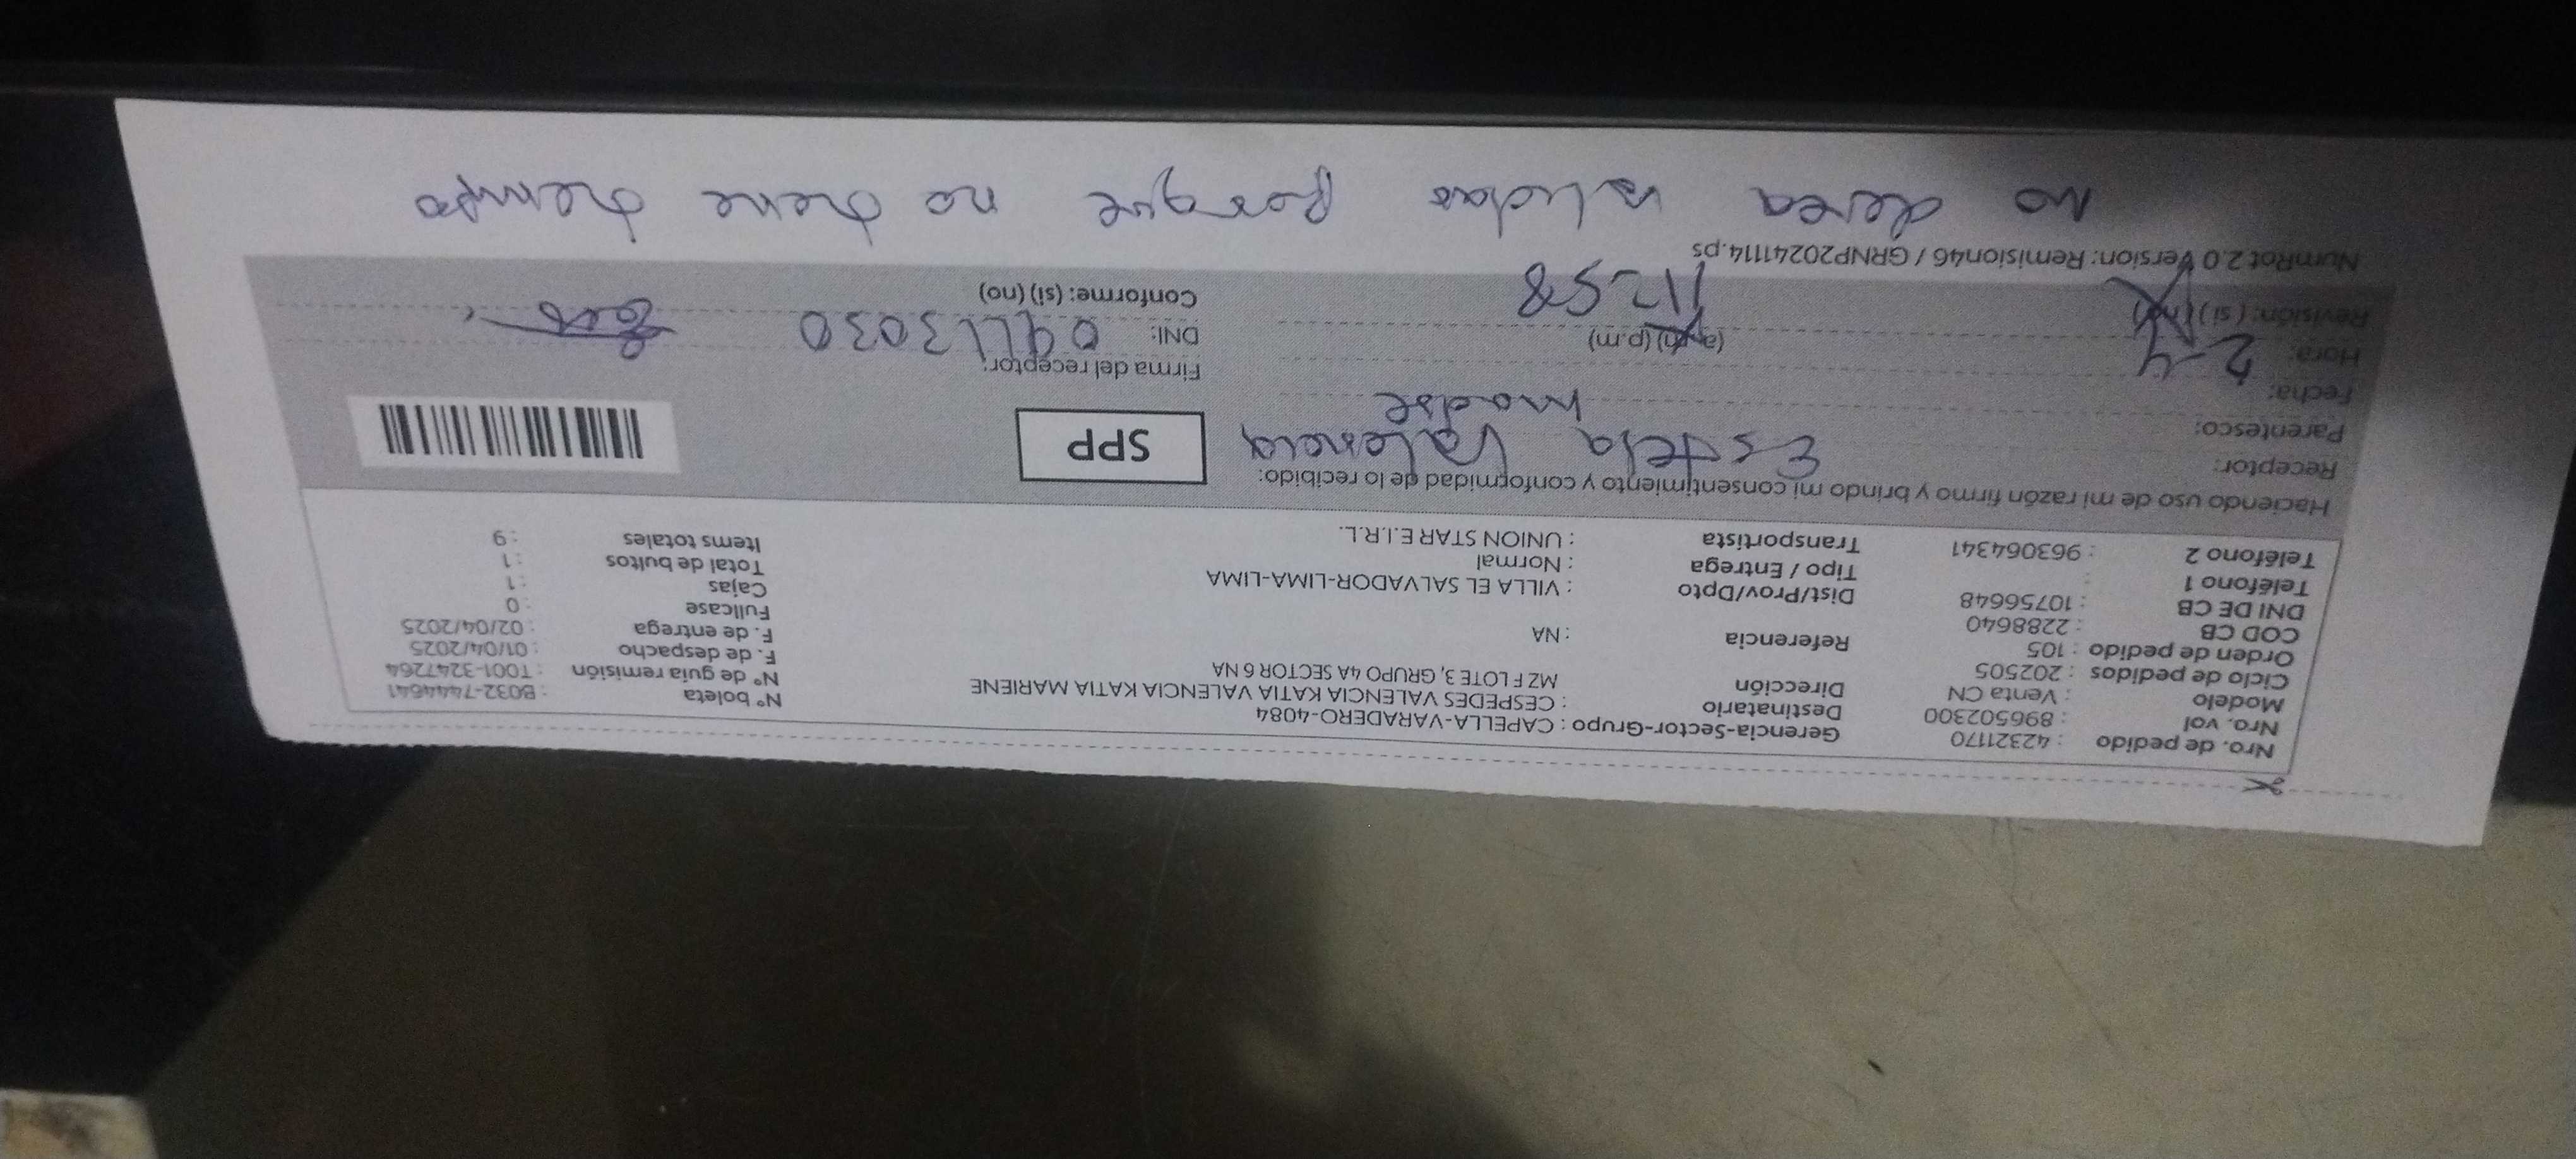 Nro. de pedido : 42321170 Gerencia-Sector-Grupo : CAPELLA-VARADERO-4084
Nro. vol : 896502300 Destinatario : CESPEDES VALENCIA KATIA VALENCIA KATIA MARIENE Nº boleta : B032-7444641
Modelo : Venta CN Dirección MZ F LOTE 3, GRUPO 4A SECTOR 6 NA Nº de guía remisión : T001-3247264
Ciclo de pedidos : 202505 F. de despacho : 01/04/2025
Orden de pedido : 105 Referencia : NA F. de entrega : 02/04/2025
COD CB : 2288640 Fullcase : 0
DNI DE CB : 10756648 Dist/Prov/Dpto : VILLA EL SALVADOR-LIMA-LIMA Cajas : 1
Teléfono 1 : Tipo / Entrega : Normal Total de bultos : 1
Teléfono 2 : 963064341 Transportista : UNION STAR E.I.R.L. Items totales : 9
Haciendo uso de mi razón firmo y brindo mi consentimiento y conformidad de lo recibido:
Receptor: Estela Valencia
SPP
Parentesco: madre
Fecha: 2-4 Firma del receptor:
Hora: 11258 (a.m) (p.m) DNI:
Revisión: (si) (no) Conforme: (si) (no)
NumRot 2.0 Version: Remision46 / GRNP20241114.ps
no decea validar Porque no tiene tiempo